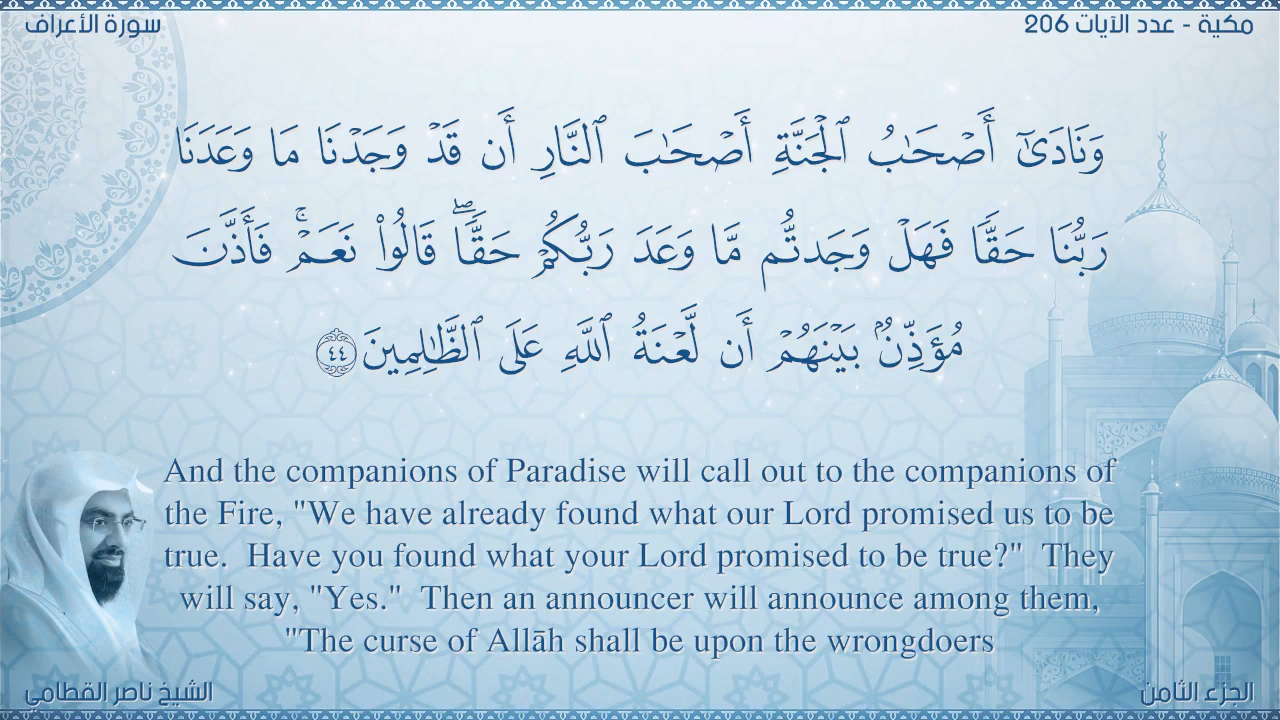 سورة الأعراف
مكية - عدد الآيات 206
وَنَادَىٰٓ أَصْحَٰبُ ٱلْجَنَّةِ أَصْحَٰبَ ٱلنَّارِ أَن قَدْ وَجَدْنَا مَا وَعَدَنَا
رَبُّنَا حَقًّا فَهَلْ وَجَدتُّم مَّا وَعَدَ رَبُّكُمْ حَقًّاۖ قَالُوا۟ نَعَمْۚ فَأَذَّنَ
مُؤَذِّنٌۢ بَيْنَهُمْ أَن لَّعْنَةُ ٱللَّهِ عَلَى ٱلظَّٰلِمِينَ ٤٤
And the companions of Paradise will call out to the companions of
the Fire, "We have already found what our Lord promised us to be
true.  Have you found what your Lord promised to be true?"  They
will say, "Yes."  Then an announcer will announce among them,
"The curse of Allāh shall be upon the wrongdoers
الشيخ ناصر القطامي
الجزء الثامن